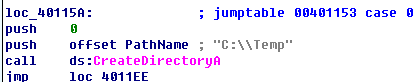 loc_40115A: ; jumptable 00401153 case 0
push 0
push offset PathName ; "C:\\Temp"
call ds:CreateDirectoryA
jmp loc_4011EE